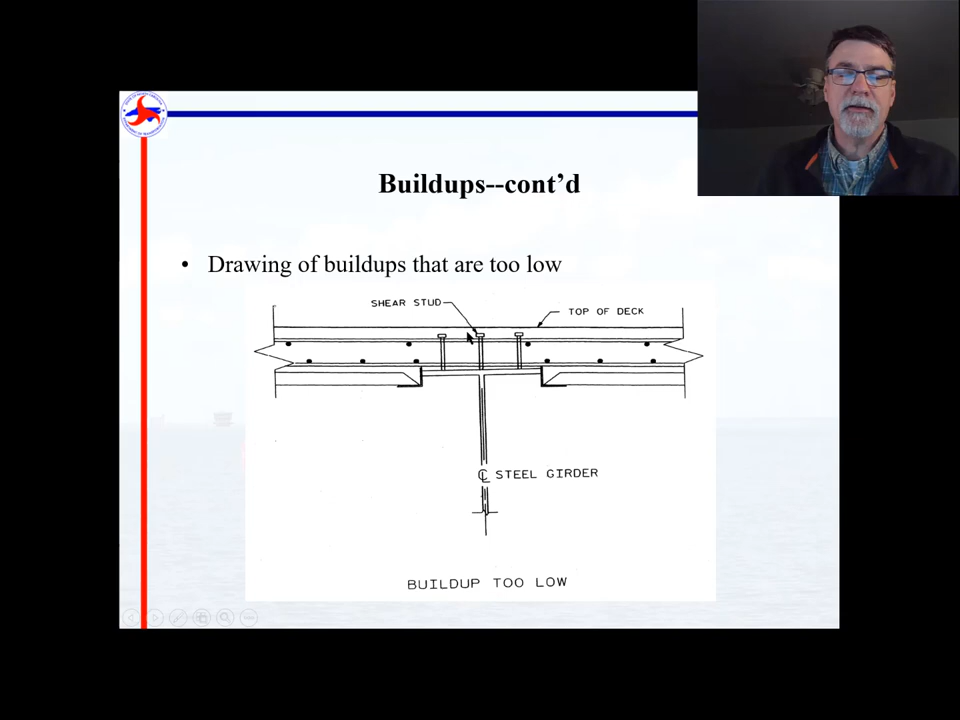 Buildups--cont'd
• Drawing of buildups that are too low
SHEAR STUD
TOP OF DECK
℄ STEEL GIRDER
BUILDUP TOO LOW